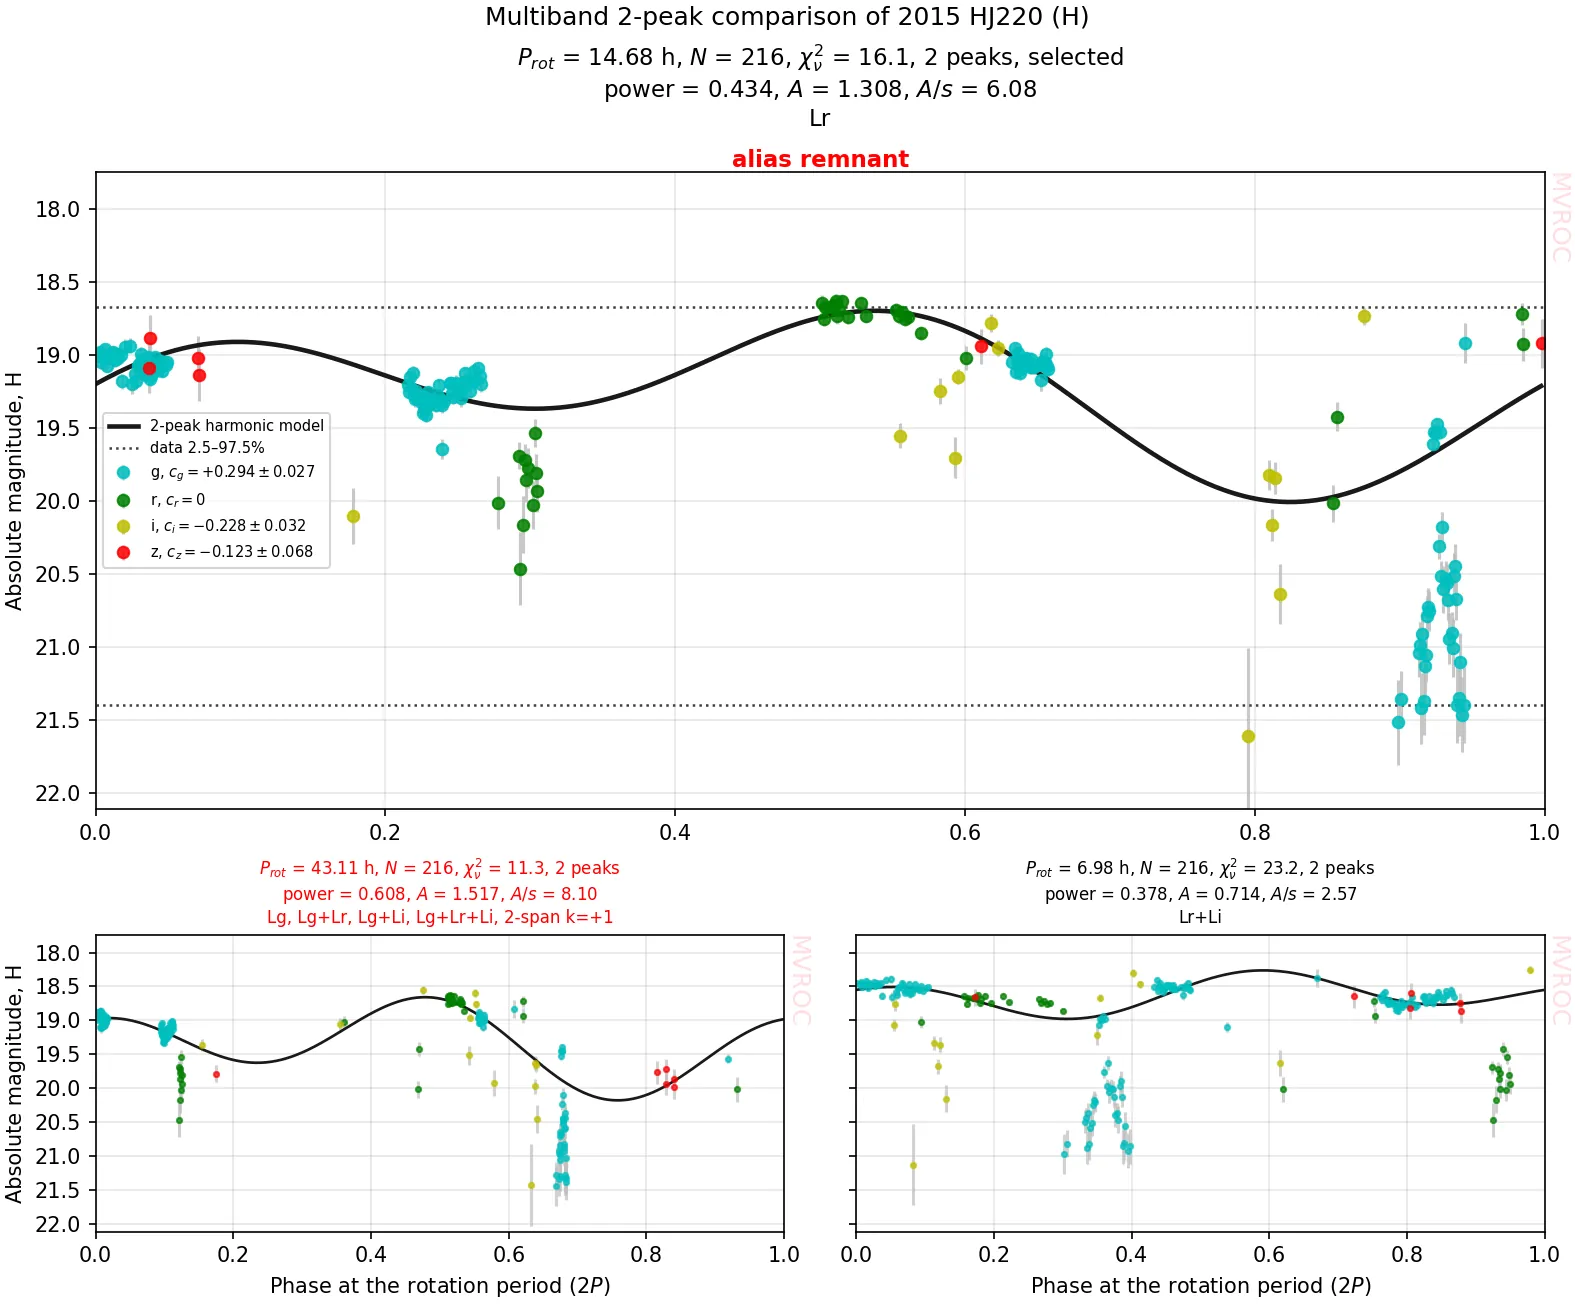 Multiband 2-peak comparison of 2015 HJ220 (H)
P_rot = 14.68 h, N = 216, χ²_ν = 16.1, 2 peaks, selected
power = 0.434, A = 1.308, A/s = 6.08
Lr
alias remnant
MVROC
18.0
18.5
19.0
19.5
20.0
20.5
21.0
21.5
22.0
Absolute magnitude, H
2-peak harmonic model
data 2.5–97.5%
g, c_g = +0.294 ± 0.027
r, c_r = 0
i, c_i = −0.228 ± 0.032
z, c_z = −0.123 ± 0.068
0.0 0.2 0.4 0.6 0.8 1.0
P_rot = 43.11 h, N = 216, χ²_ν = 11.3, 2 peaks
power = 0.608, A = 1.517, A/s = 8.10
Lg, Lg+Lr, Lg+Li, Lg+Lr+Li, 2-span k=+1
MVROC
18.0
18.5
19.0
19.5
20.0
20.5
21.0
21.5
22.0
Absolute magnitude, H
0.0 0.2 0.4 0.6 0.8 1.0
Phase at the rotation period (2P)
P_rot = 6.98 h, N = 216, χ²_ν = 23.2, 2 peaks
power = 0.378, A = 0.714, A/s = 2.57
Lr+Li
MVROC
0.0 0.2 0.4 0.6 0.8 1.0
Phase at the rotation period (2P)